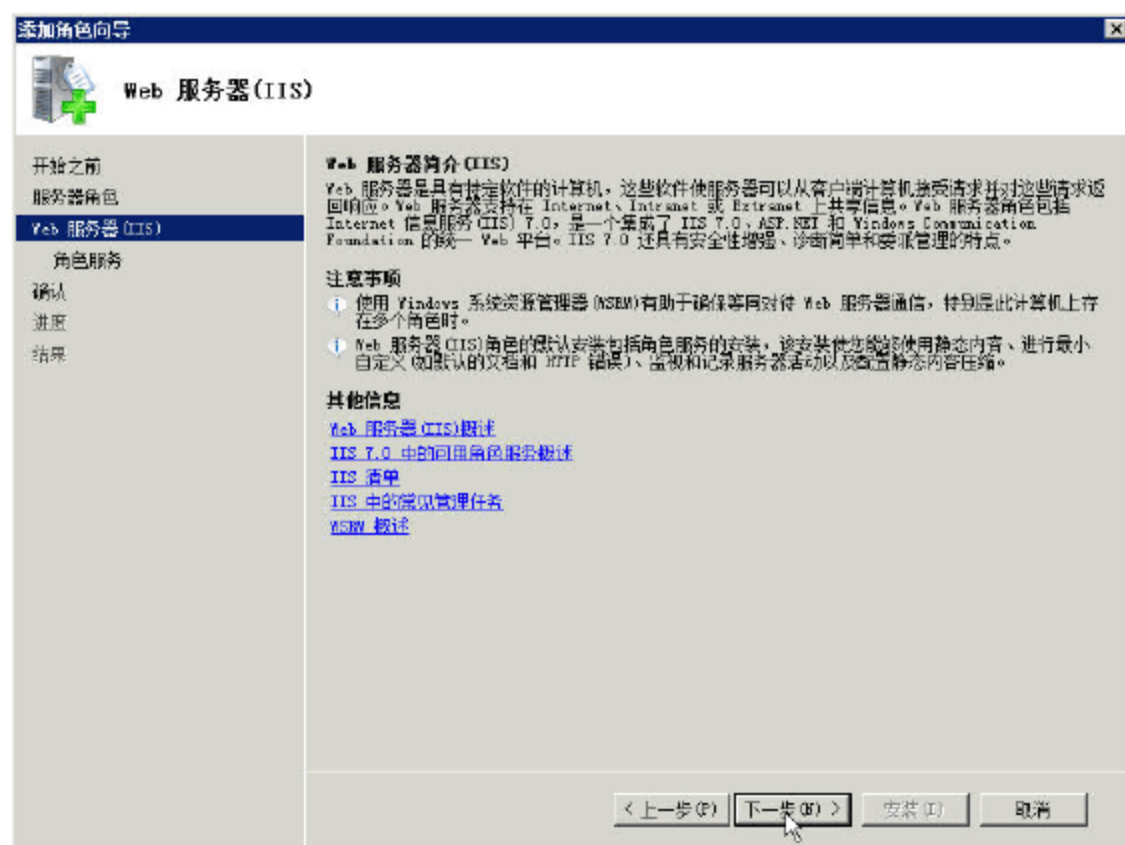 添加角色向导
Web 服务器(IIS)
开始之前
服务器角色
Web 服务器(IIS)
角色服务
确认
进度
结果
Web 服务器简介(IIS)
Web 服务器是具有特定软件的计算机，这些软件使服务器可以从客户端计算机接受请求并对这些请求返
回响应。Web 服务器支持在 Internet、Intranet 或 Extranet 上共享信息。Web 服务器角色包括
Internet 信息服务(IIS) 7.0，是一个集成了 IIS 7.0、ASP.NET 和 Windows Communication
Foundation 的统一 Web 平台。IIS 7.0 还具有安全性增强、诊断简单和委派管理的特点。
注意事项
使用 Windows 系统资源管理器(WSRM)有助于确保等同对待 Web 服务器通信，特别是此计算机上存
在多个角色时。
Web 服务器(IIS)角色的默认安装包括角色服务的安装，该安装使您能够使用静态内容、进行最小
自定义(如默认的文档和 HTTP 错误)、监视和记录服务器活动以及配置静态内容压缩。
其他信息
Web 服务器(IIS)概述
IIS 7.0 中的可用角色服务概述
IIS 清单
IIS 中的常见管理任务
WSRM 概述
< 上一步(P)
下一步(N) >
安装(I)
取消